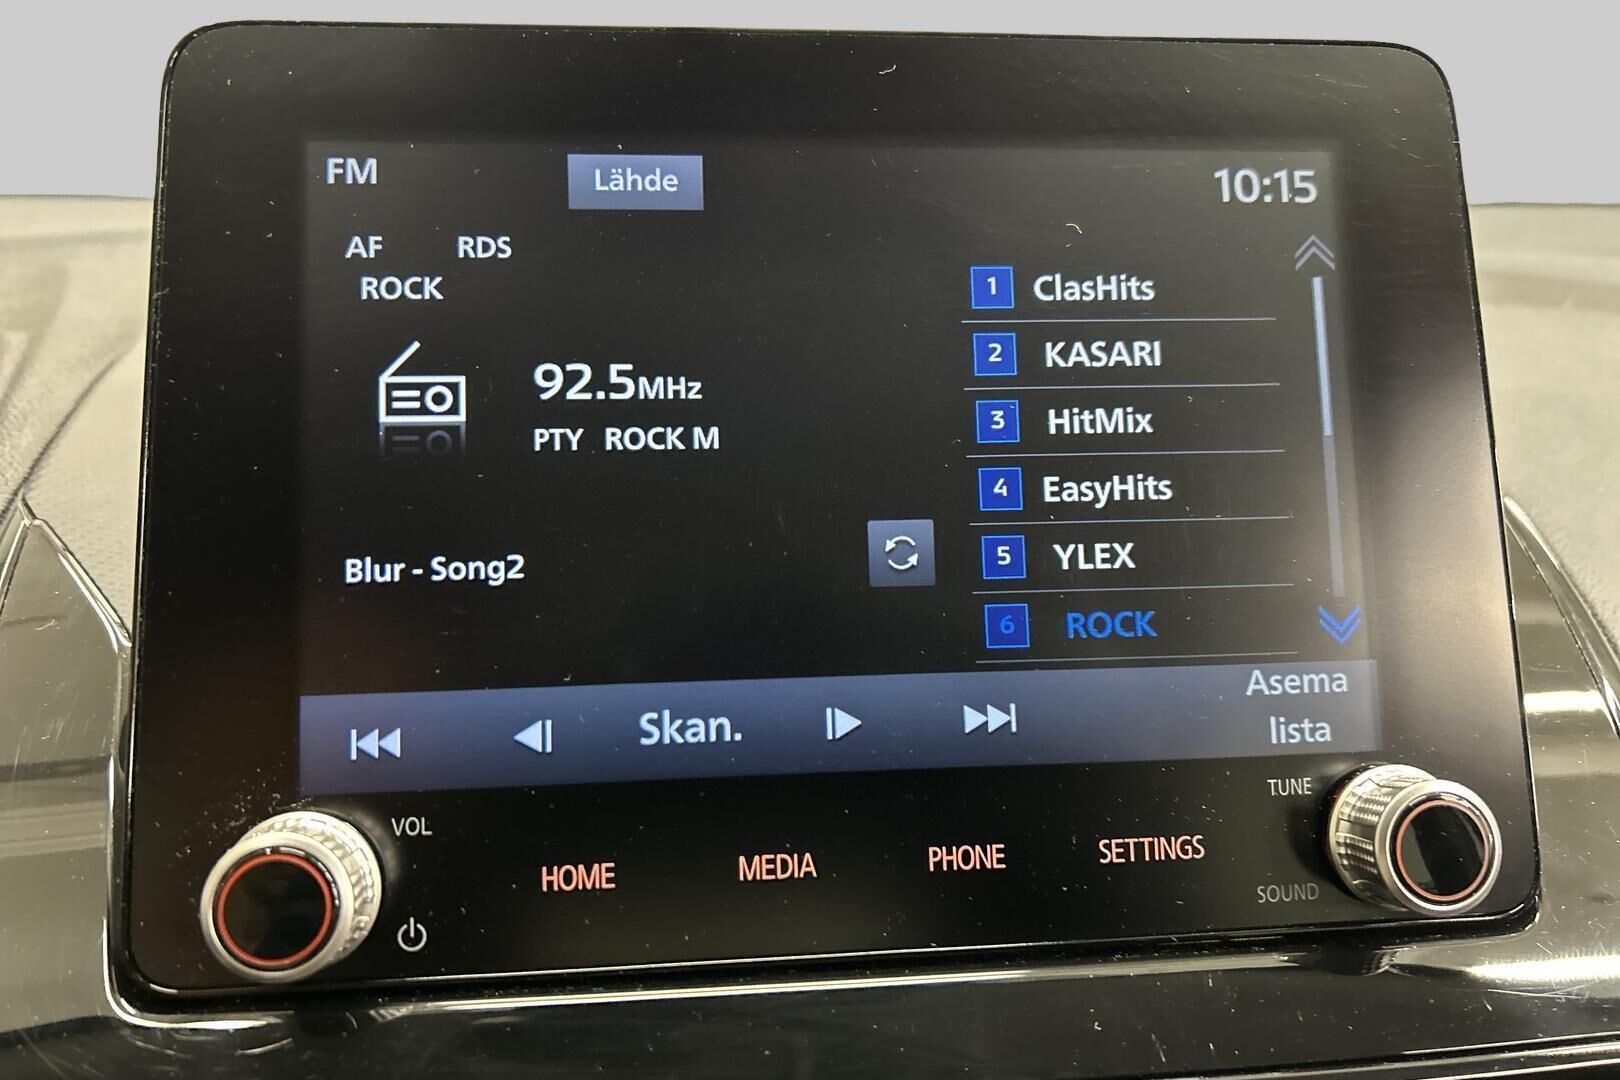 FM
Lähde
10:15
AF RDS
ROCK
92.5MHz
PTY ROCK M
Blur - Song2
1 ClasHits
2 KASARI
3 HitMix
4 EasyHits
5 YLEX
6 ROCK
Skan.
Asema
lista
VOL
HOME
MEDIA
PHONE
SETTINGS
TUNE
SOUND